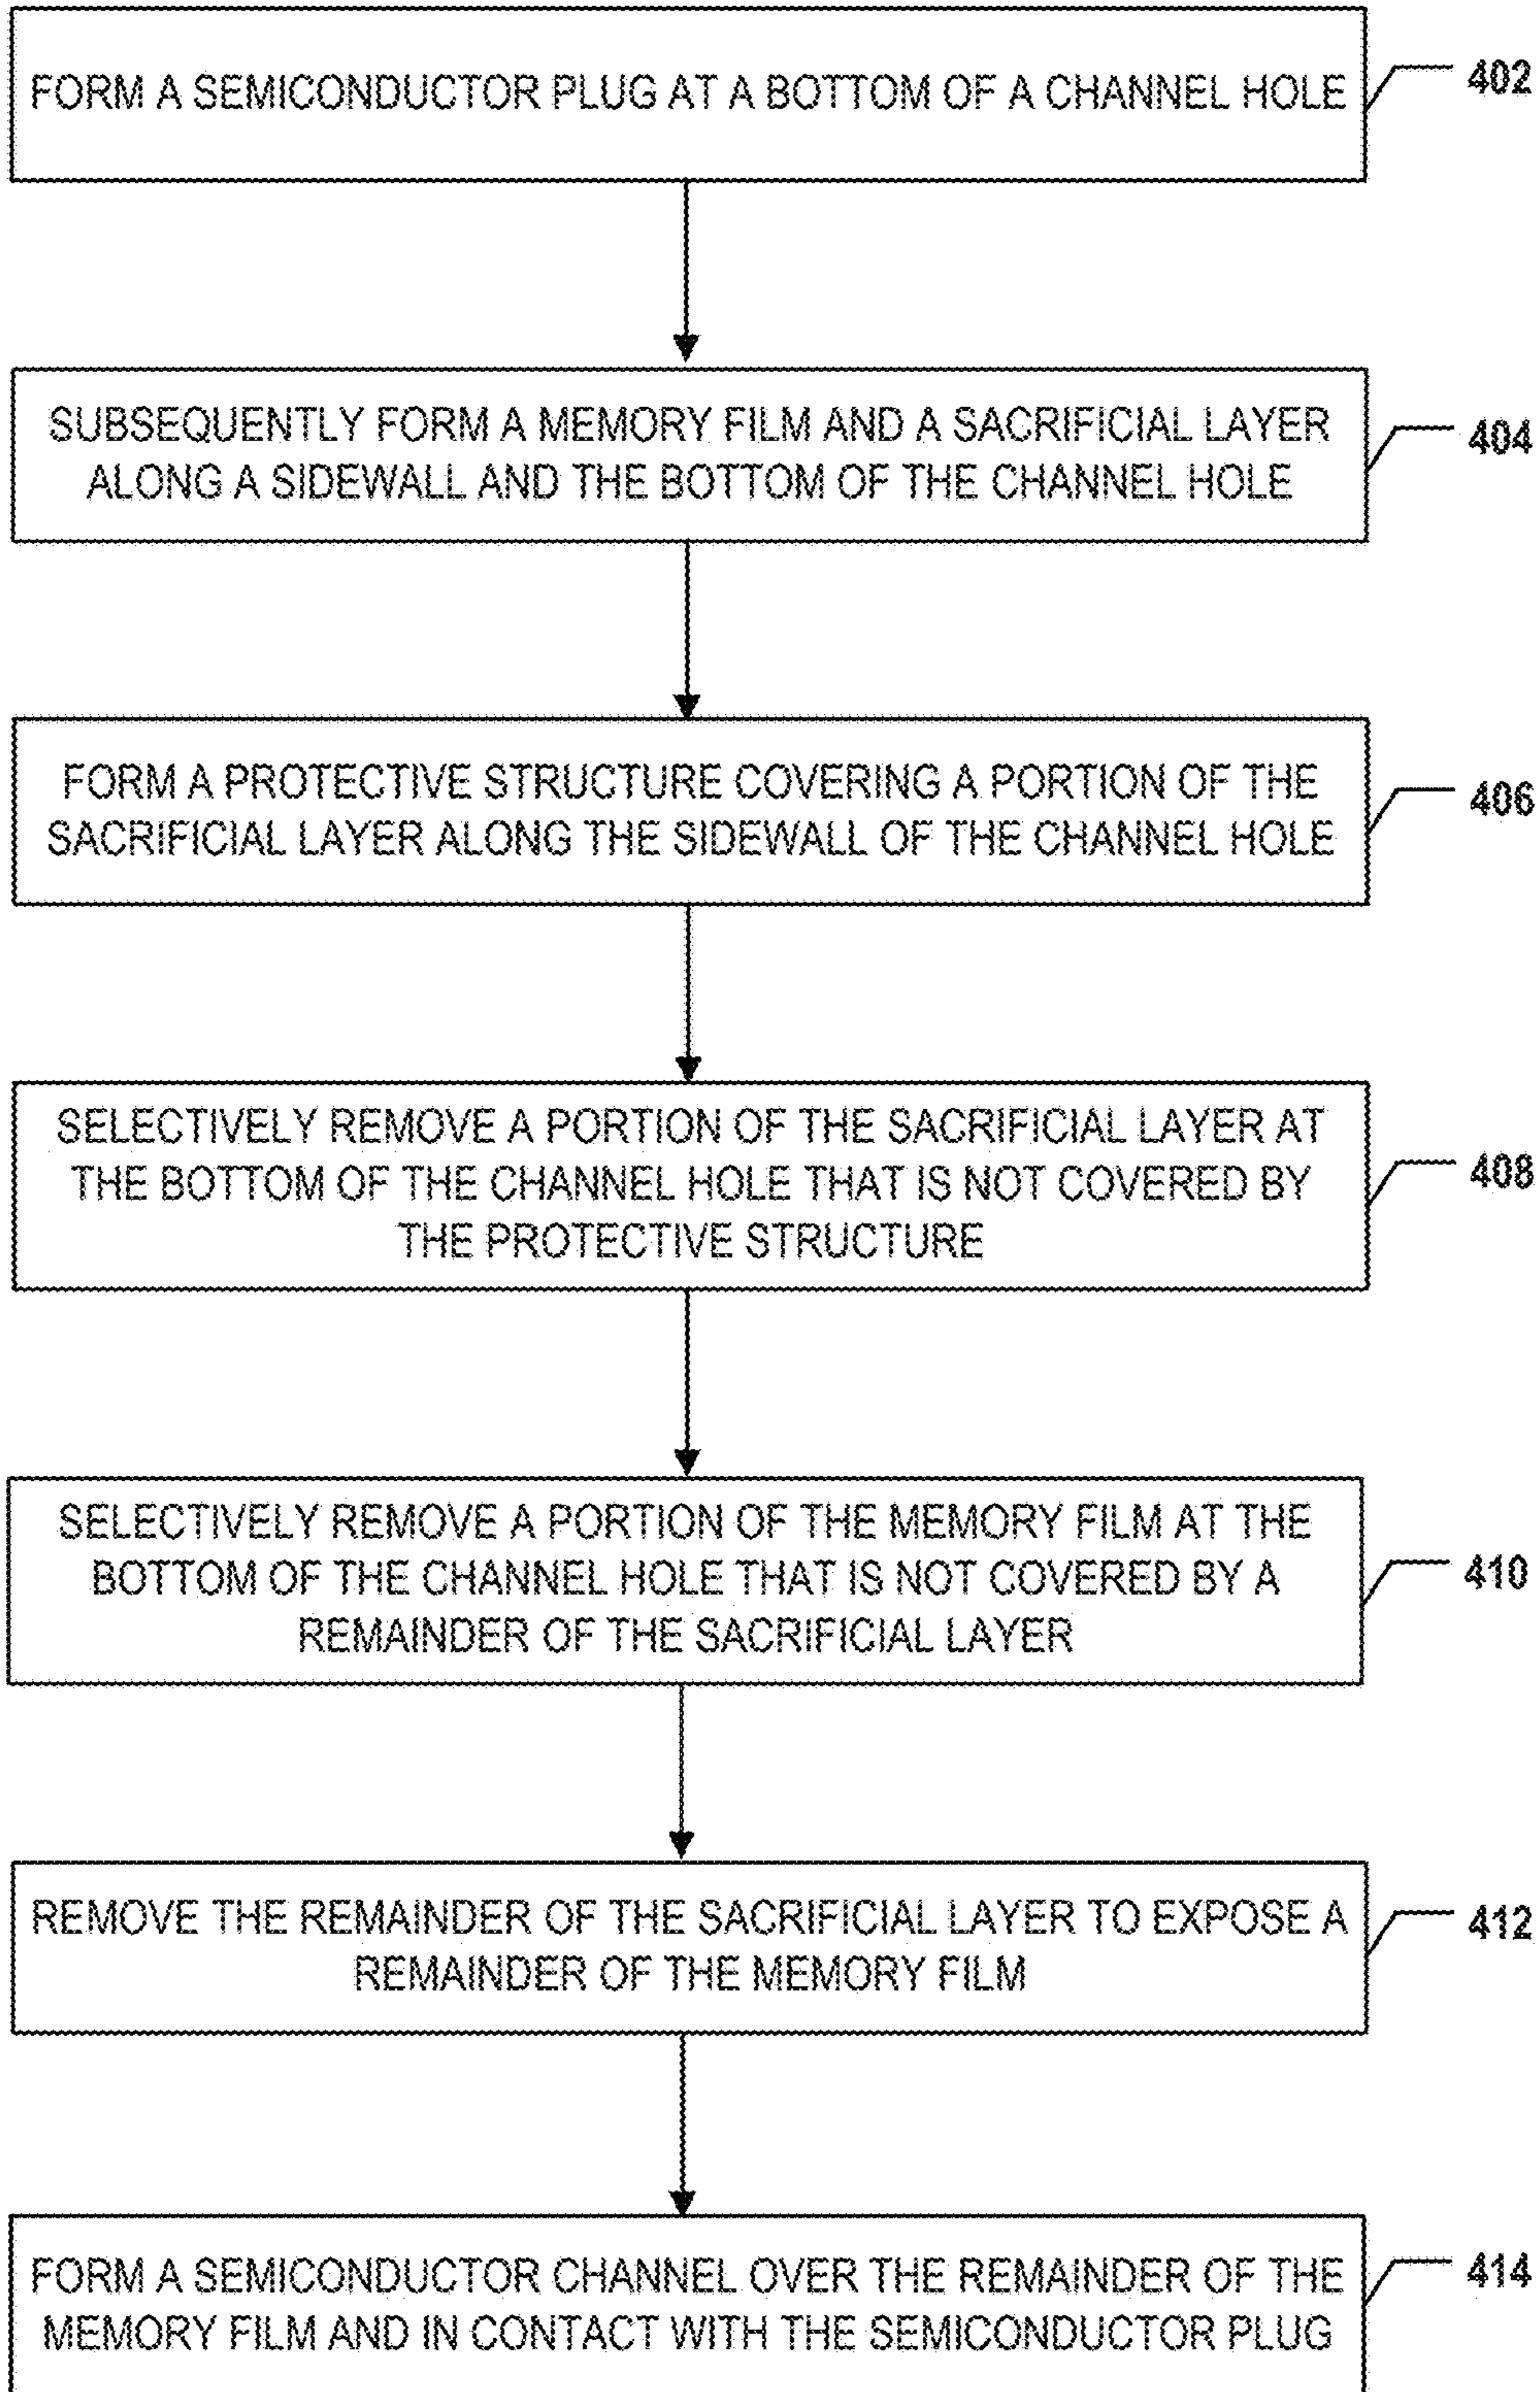 FORM A SEMICONDUCTOR PLUG AT A BOTTOM OF A CHANNEL HOLE
402
SUBSEQUENTLY FORM A MEMORY FILM AND A SACRIFICIAL LAYER
ALONG A SIDEWALL AND THE BOTTOM OF THE CHANNEL HOLE
404
FORM A PROTECTIVE STRUCTURE COVERING A PORTION OF THE
SACRIFICIAL LAYER ALONG THE SIDEWALL OF THE CHANNEL HOLE
406
SELECTIVELY REMOVE A PORTION OF THE SACRIFICIAL LAYER AT
THE BOTTOM OF THE CHANNEL HOLE THAT IS NOT COVERED BY
THE PROTECTIVE STRUCTURE
408
SELECTIVELY REMOVE A PORTION OF THE MEMORY FILM AT THE
BOTTOM OF THE CHANNEL HOLE THAT IS NOT COVERED BY A
REMAINDER OF THE SACRIFICIAL LAYER
410
REMOVE THE REMAINDER OF THE SACRIFICIAL LAYER TO EXPOSE A
REMAINDER OF THE MEMORY FILM
412
FORM A SEMICONDUCTOR CHANNEL OVER THE REMAINDER OF THE
MEMORY FILM AND IN CONTACT WITH THE SEMICONDUCTOR PLUG
414